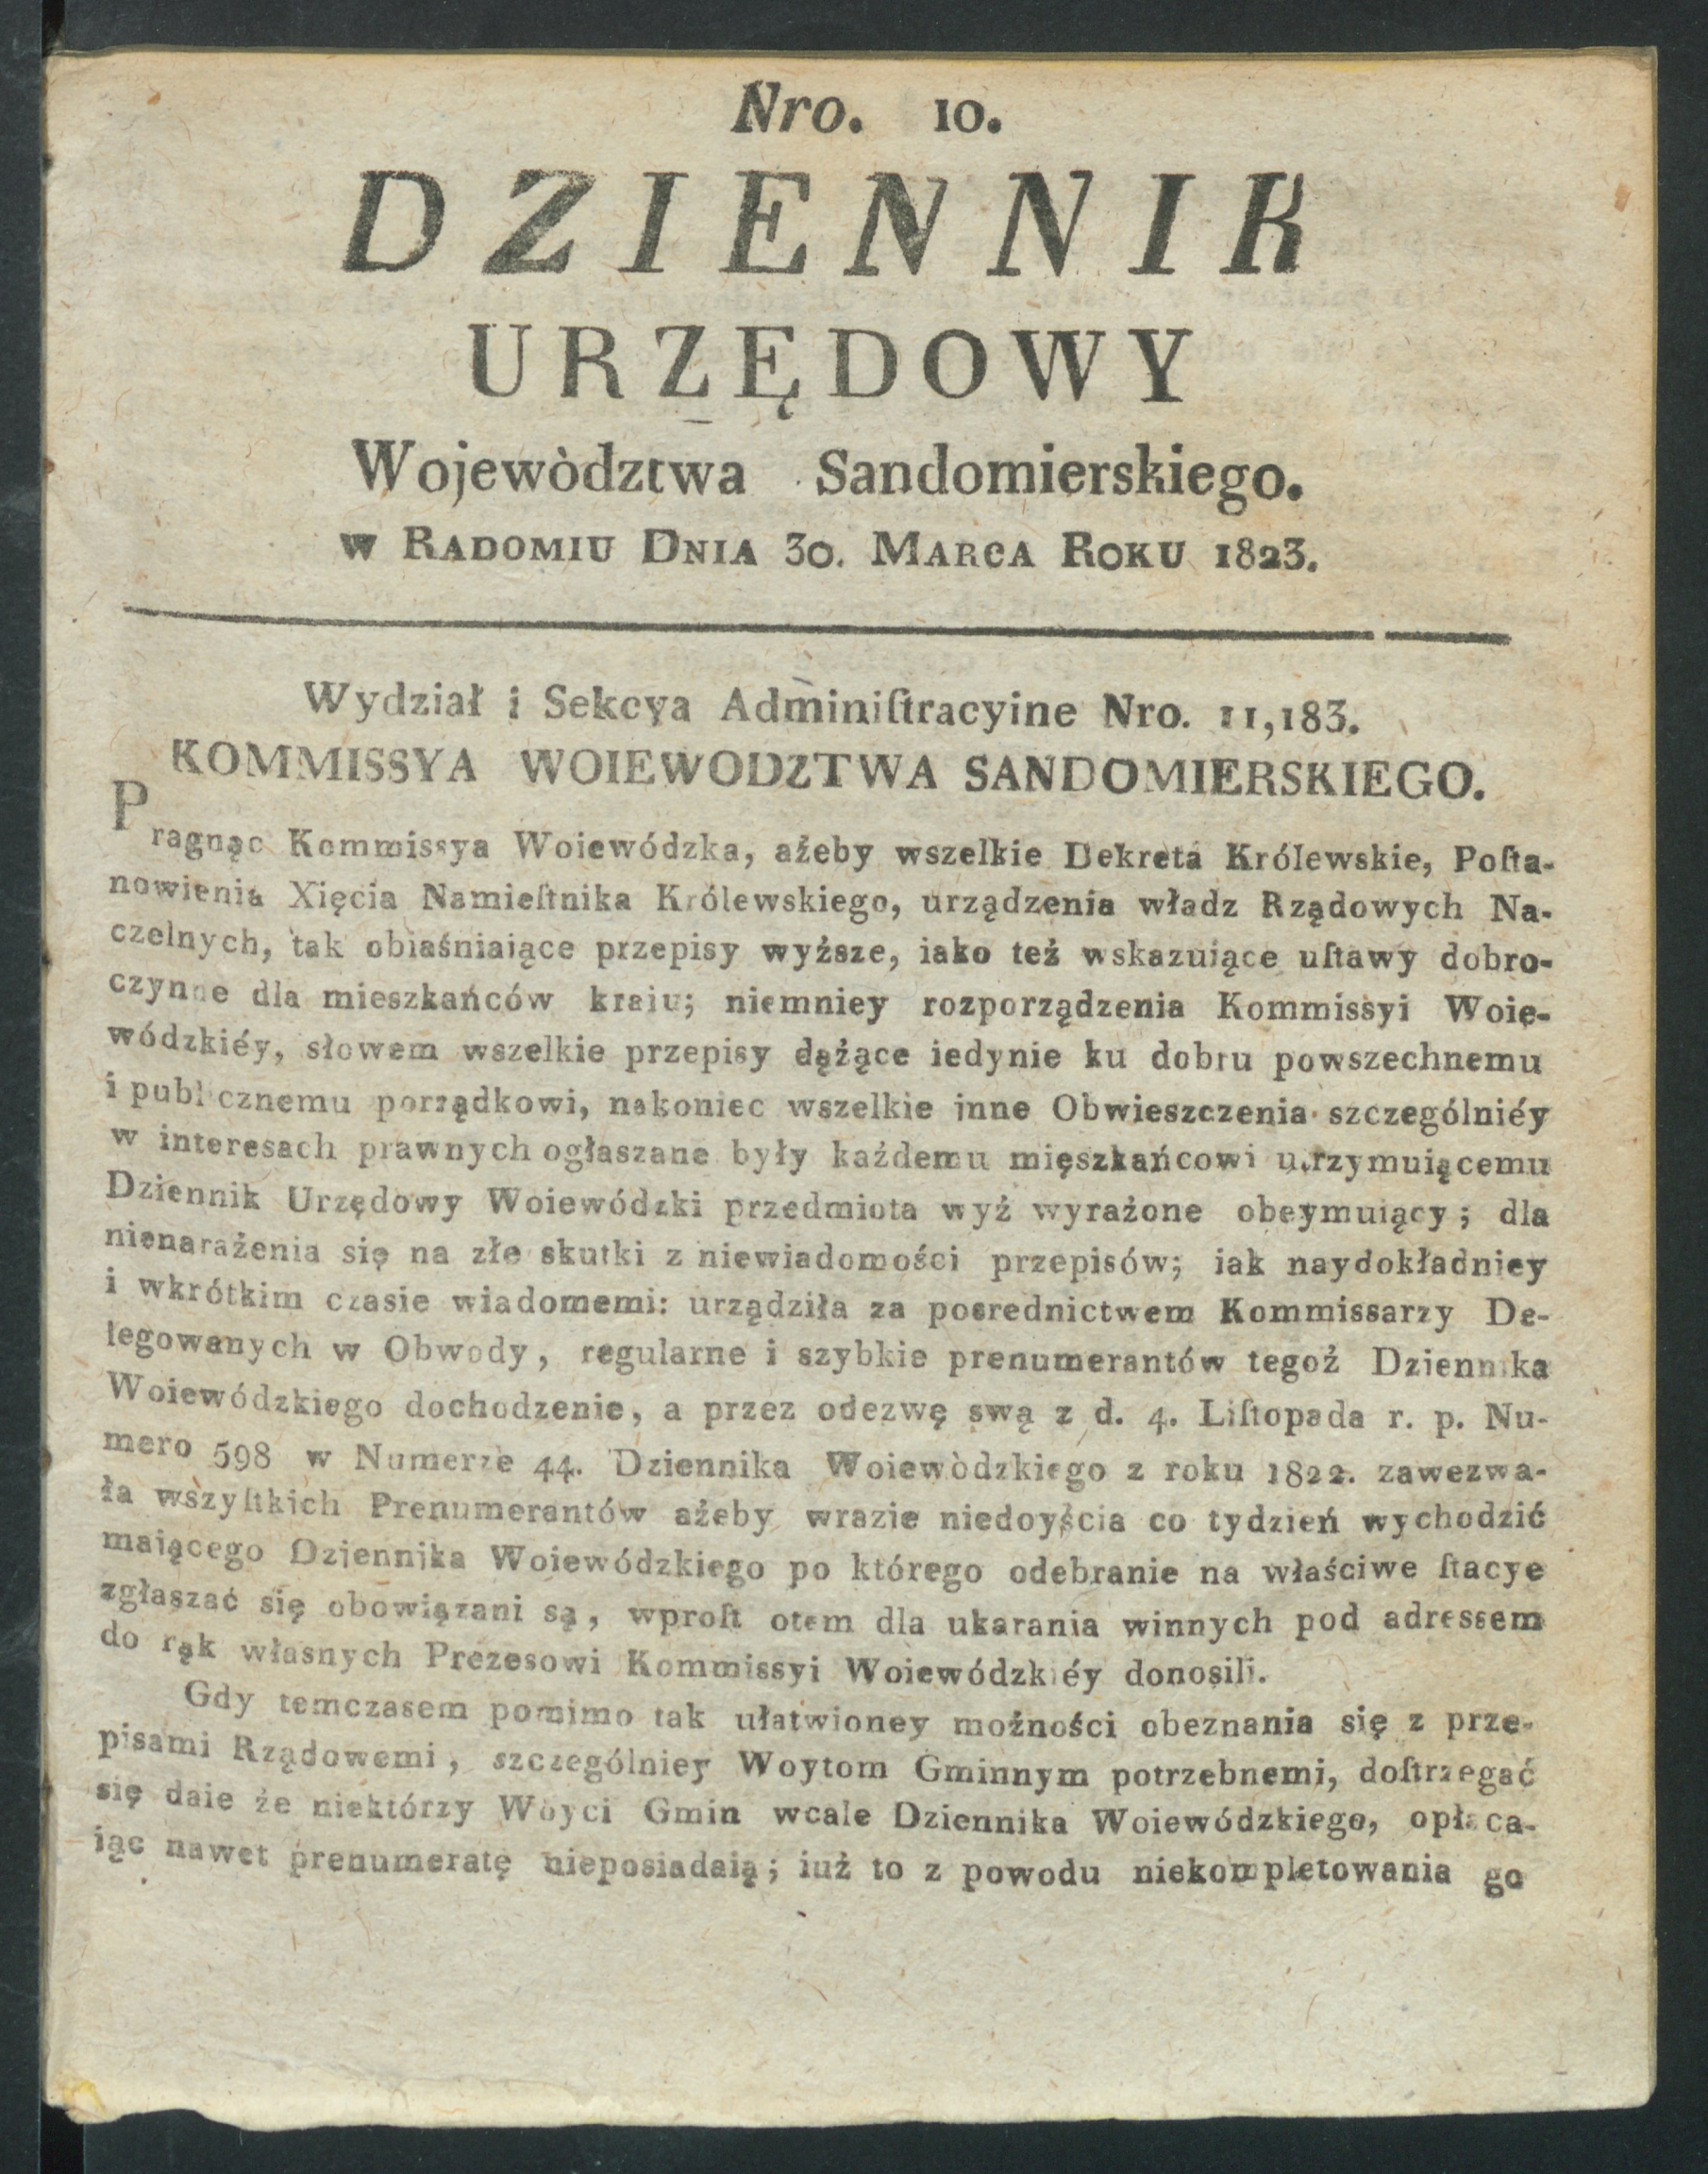 Nro. 10.
DZIENNIK
URZĘDOWY
Wojewòdztwa Sandomierskiego.
w Radomiu Dnia 30. Marca Roku 1823.
Wydział i Sekcya Adminiſtracyine Nro. 11,183.
KOMMISSYA WOIEWODZTWA SANDOMIERSKIEGO.
Pragnąc Kommissya Woiewódzka, ażeby wszelkie Dekreta Królewskie, Poſta-
nowienia Xięcia Namieſtnika Królewskiego, urządzenia władz Rządowych Na-
czelnych, tak obiaśniaiące przepisy wyższe, iako też wskazuiące uſtawy dobro-
czynne dla mieszkańców kraiu; niemniey rozporządzenia Kommissyi Woie-
wódzkiéy, słowem wszelkie przepisy dążące iedynie ku dobru powszechnemu
i publicznemu porządkowi, nakoniec wszelkie inne Obwieszczenia szczególniéy
w interesach prawnych ogłaszane były każdemu mięszkańcowi utrzymuiącemu
Dziennik Urzędowy Woiewódzki przedmiota wyż wyrażone obeymuiący; dla
nienarażenia się na złe skutki z niewiadomości przepisów; iak naydokładniey
i wkrótkim czasie wiadomemi: urządziła za posrednictwem Kommissarzy De-
legowanych w Obwody, regularne i szybkie prenumerantów tegoż Dziennika
Woiewódzkiego dochodzenie, a przez odezwę swą z d. 4. Liſtopada r. p. Nu-
mero 598 w Numerze 44. Dziennika Woiewòdzkiego z roku 1822. zawezwa-
ła wszyſtkich Prenumerantów ażeby wrazie niedoyścia co tydzień wychodzić
maiącego Dziennika Woiewódzkiego po którego odebranie na właściwe ſtacye
zgłaszać się obowiązani są, wproſt otem dla ukarania winnych pod adressem
do rąk własnych Prezesowi Kommissyi Woiewódzkiéy donosili.
Gdy temczasem pomimo tak ułatwioney możności obeznania się z prze-
pisami Rządowemi, szczególniey Woytom Gminnym potrzebnemi, doſtrzegać
się daie że niektórzy Woyci Gmin wcale Dziennika Woiewódzkiego, opłaca-
iąc nawet prenumeratę nieposiadaią; iuż to z powodu niekompletowania go